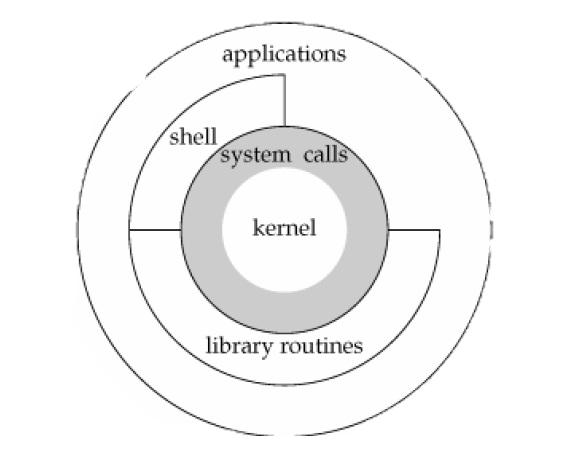 applications
shell
system calls
kernel
library routines